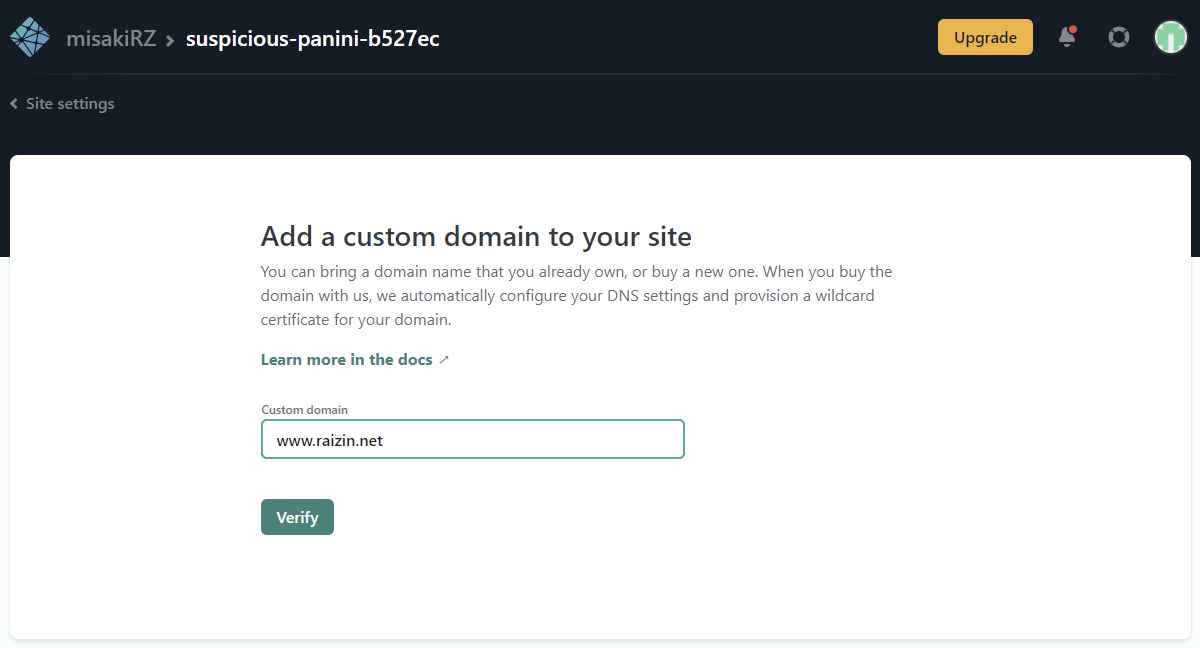 misakiRZ > suspicious-panini-b527ec
Upgrade
Site settings
Add a custom domain to your site
You can bring a domain name that you already own, or buy a new one. When you buy the
domain with us, we automatically configure your DNS settings and provision a wildcard
certificate for your domain.
Learn more in the docs ↗
Custom domain
www.raizin.net
Verify